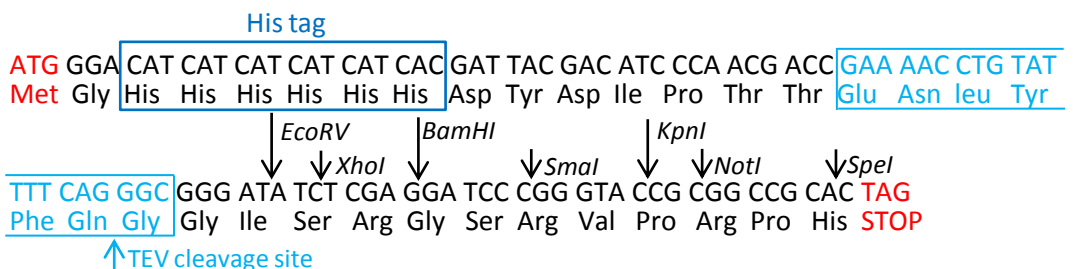 His tag
ATG GGA CAT CAT CAT CAT CAT CAC GAT TAC GAC ATC CCA ACG ACC GAA AAC CTG TAT
Met Gly His His His His His His Asp Tyr Asp Ile Pro Thr Thr Glu Asn leu Tyr
EcoRV BamHI KpnI
XhoI SmaI NotI SpeI
TTT CAG GGC GGG ATA TCT CGA GGA TCC CGG GTA CCG CGG CCG CAC TAG
Phe Gln Gly Gly Ile Ser Arg Gly Ser Arg Val Pro Arg Pro His STOP
TEV cleavage site